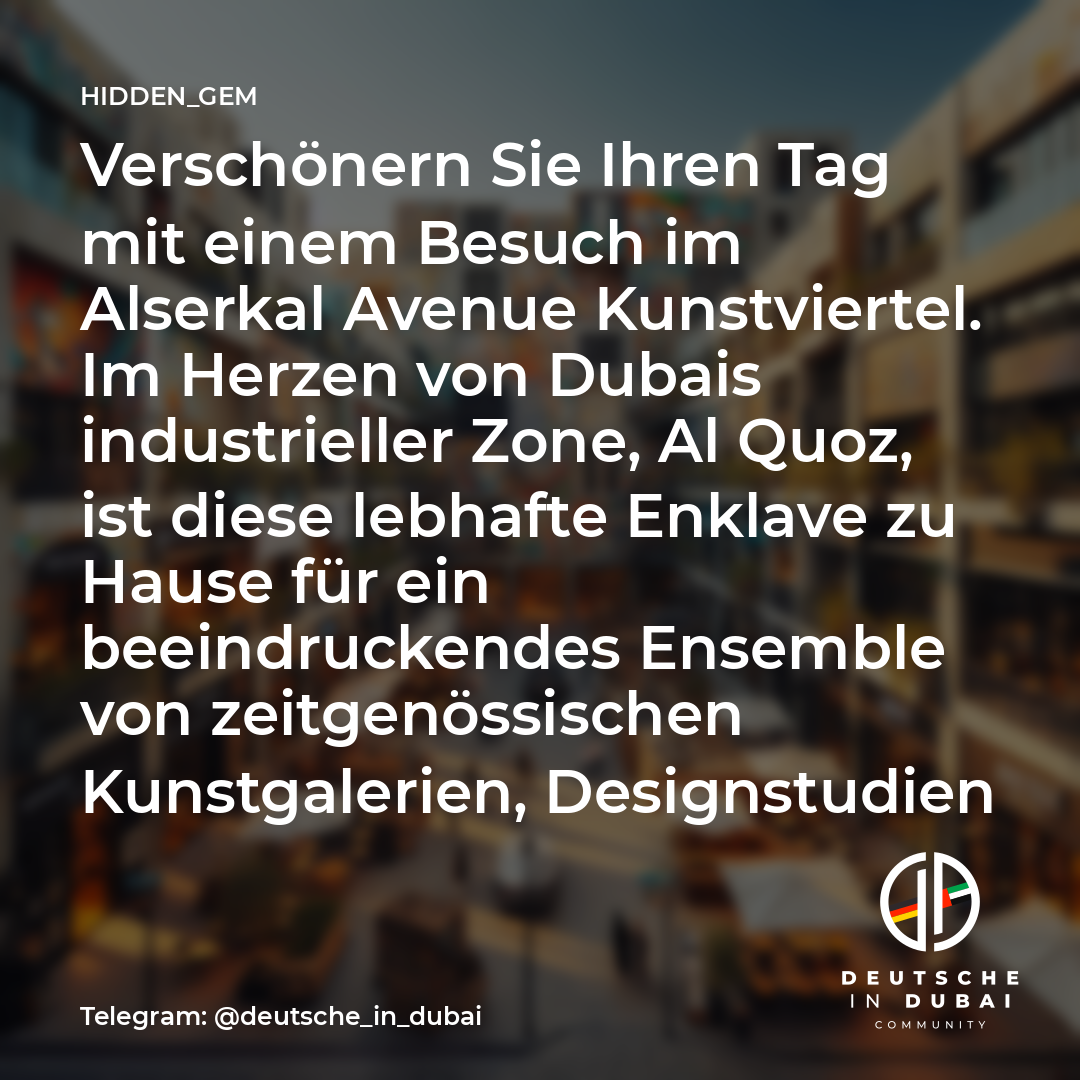 HIDDEN_GEM
Verschönern Sie Ihren Tag
mit einem Besuch im
Alserkal Avenue Kunstviertel.
Im Herzen von Dubais
industrieller Zone, Al Quoz,
ist diese lebhafte Enklave zu
Hause für ein
beeindruckendes Ensemble
von zeitgenössischen
Kunstgalerien, Designstudien
DEUTSCHE
IN DUBAI
COMMUNITY
Telegram: @deutsche_in_dubai